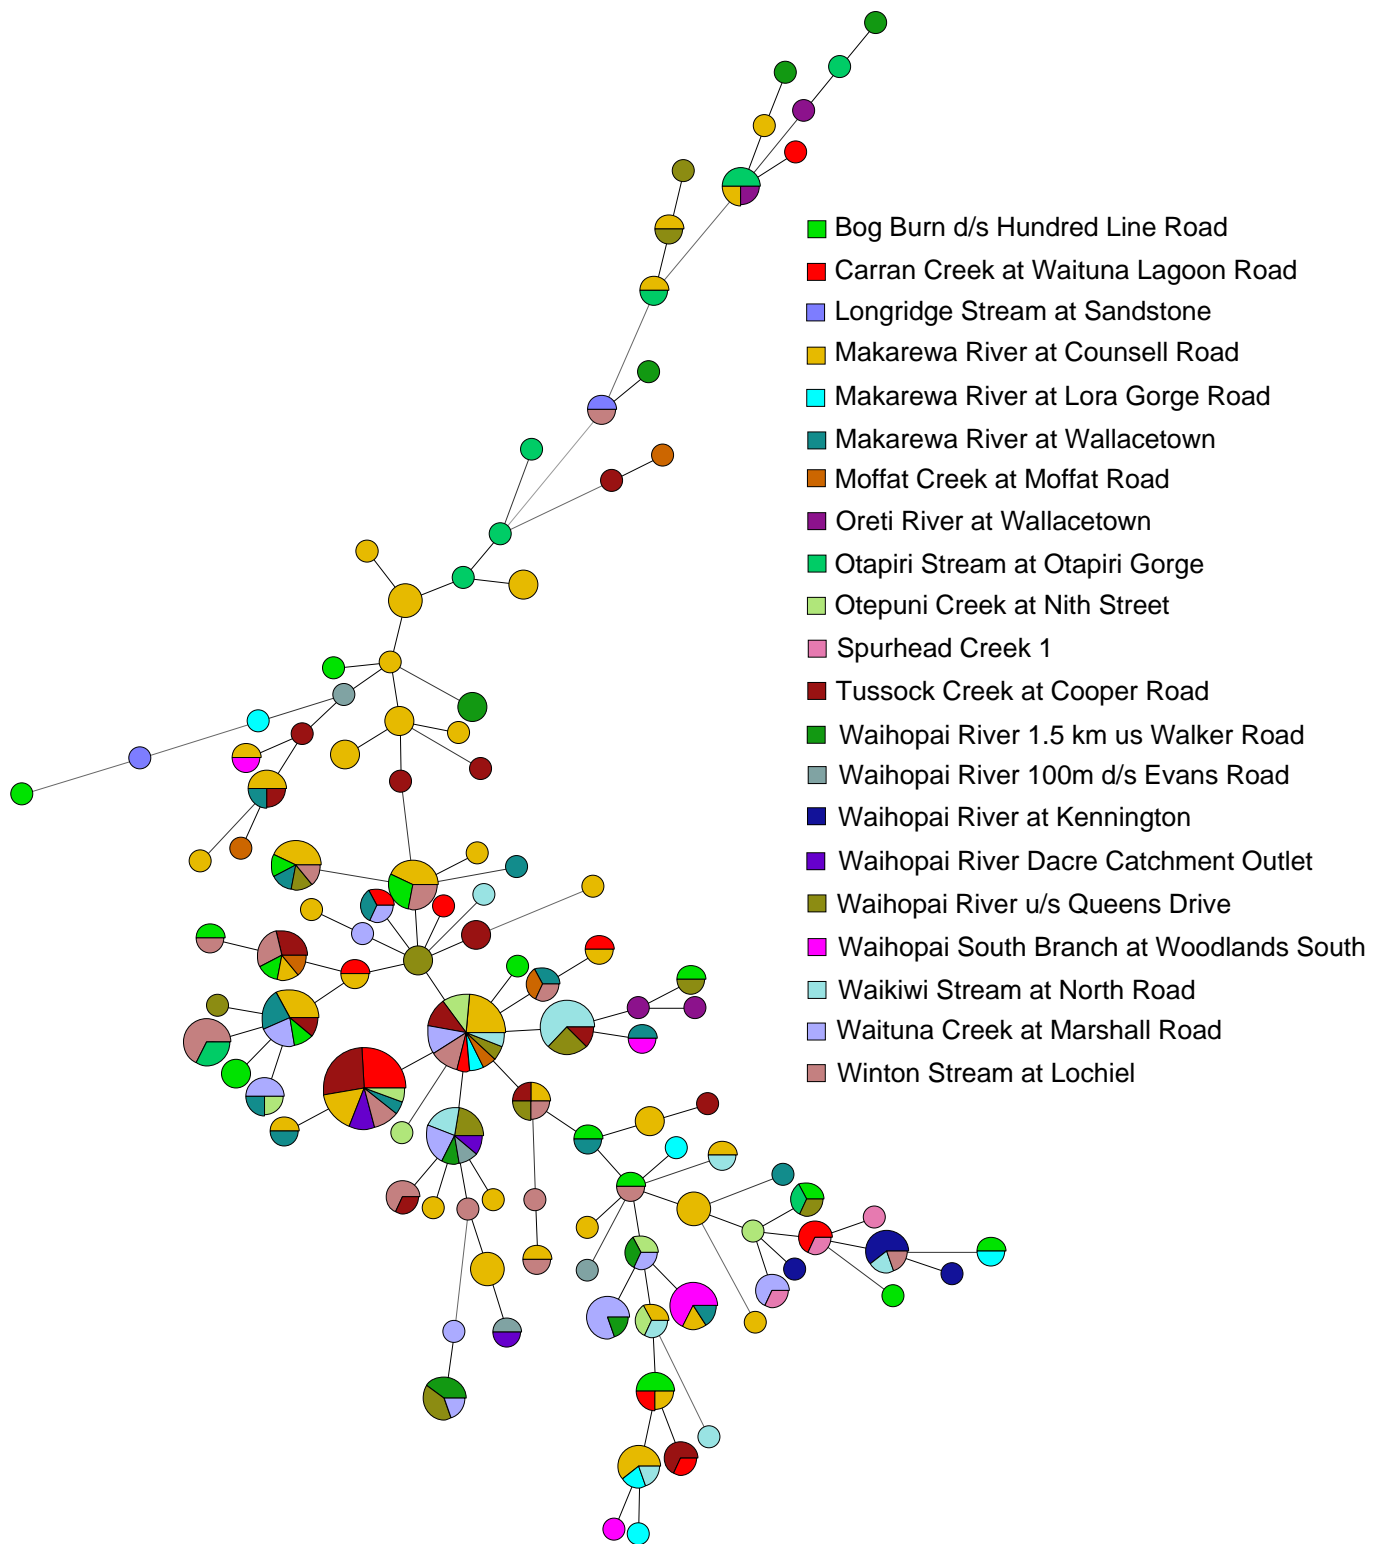 Bog Burn d/s Hundred Line Road
Carran Creek at Waituna Lagoon Road
Longridge Stream at Sandstone
Makarewa River at Counsell Road
Makarewa River at Lora Gorge Road
Makarewa River at Wallacetown
Moffat Creek at Moffat Road
Oreti River at Wallacetown
Otapiri Stream at Otapiri Gorge
Otepuni Creek at Nith Street
Spurhead Creek 1
Tussock Creek at Cooper Road
Waihopai River 1.5 km us Walker Road
Waihopai River 100m d/s Evans Road
Waihopai River at Kennington
Waihopai River Dacre Catchment Outlet
Waihopai River u/s Queens Drive
Waihopai South Branch at Woodlands South
Waikiwi Stream at North Road
Waituna Creek at Marshall Road
Winton Stream at Lochiel